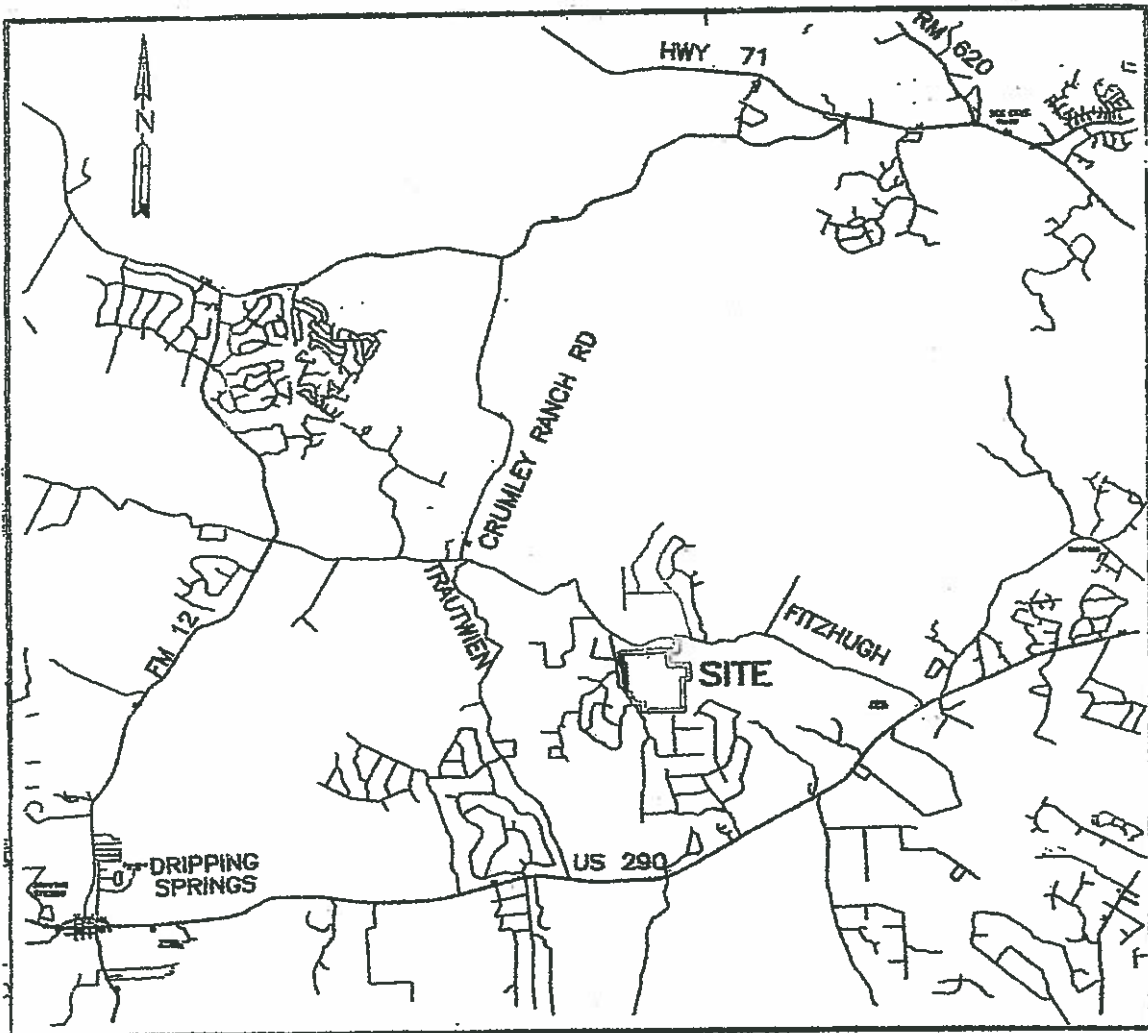 HWY 71
RM 620
N
CRUMLEY RANCH RD
TRAUTWIEN
FM 12
FITZHUGH
SITE
US 290
DRIPPING
SPRINGS